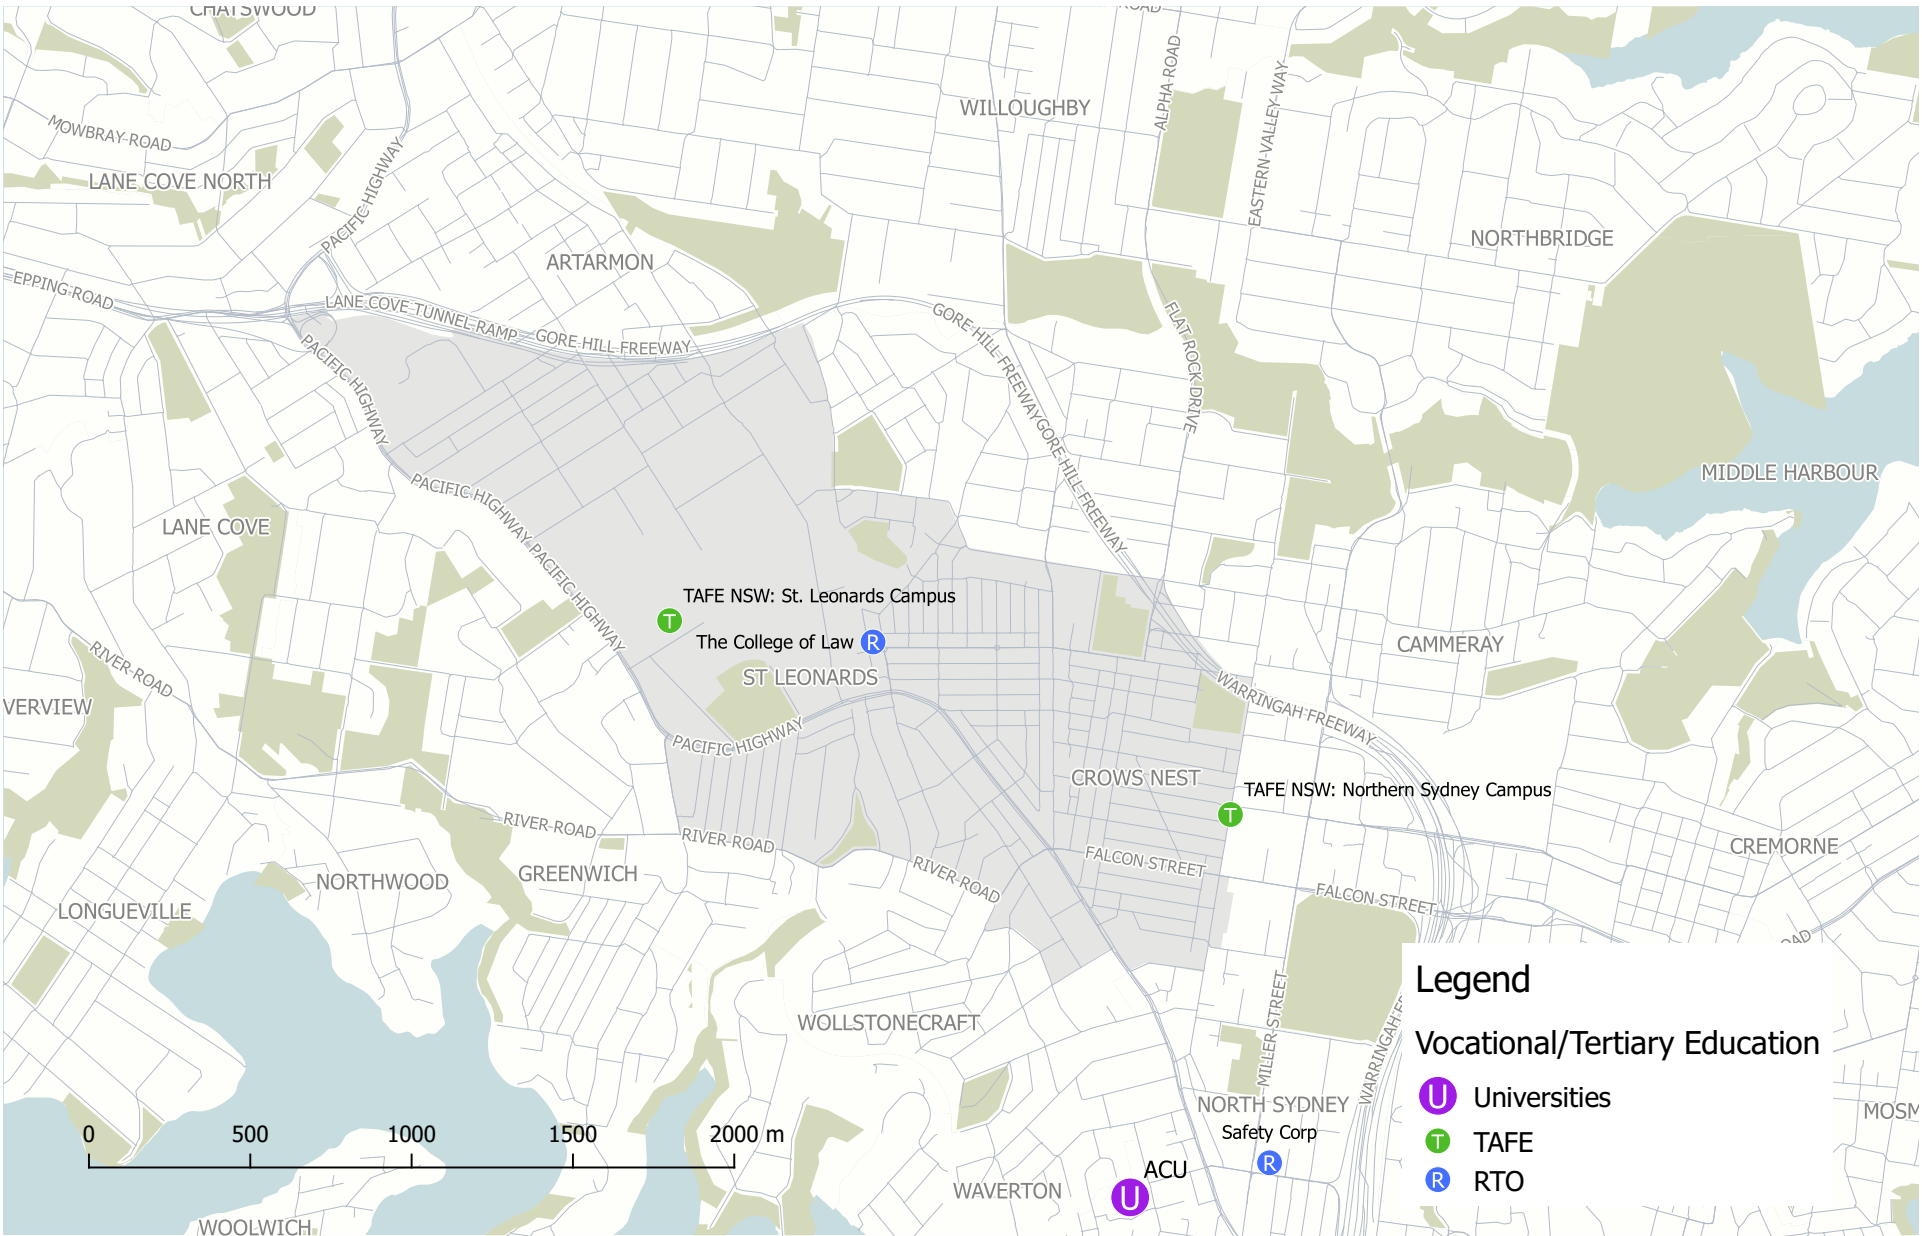 CHATSWOOD
ROAD
MOWBRAY ROAD
LANE COVE NORTH
PACIFIC HIGHWAY
WILLOUGHBY
ALPHA ROAD
EASTERN VALLEY WAY
NORTHBRIDGE
EPPING ROAD
ARTARMON
LANE COVE TUNNEL RAMP
GORE HILL FREEWAY
GORE HILL FREEWAY
GORE HILL FREEWAY
FLAT ROCK DRIVE
PACIFIC HIGHWAY
PACIFIC HIGHWAY
PACIFIC HIGHWAY
MIDDLE HARBOUR
LANE COVE
TAFE NSW: St. Leonards Campus
T
The College of Law
R
ST LEONARDS
CAMMERAY
RIVER ROAD
VERVIEW
WARRINGAH FREEWAY
PACIFIC HIGHWAY
CROWS NEST
TAFE NSW: Northern Sydney Campus
T
RIVER ROAD
RIVER ROAD
RIVER ROAD
FALCON STREET
FALCON STREET
CREMORNE
GREENWICH
NORTHWOOD
LONGUEVILLE
OAD
WOLLSTONECRAFT
MILLER STREET
WARRINGAH FR
NORTH SYDNEY
Safety Corp
R
MOSM
ACU
U
WAVERTON
WOOLWICH
0 500 1000 1500 2000 m
Legend
Vocational/Tertiary Education
U Universities
T TAFE
R RTO